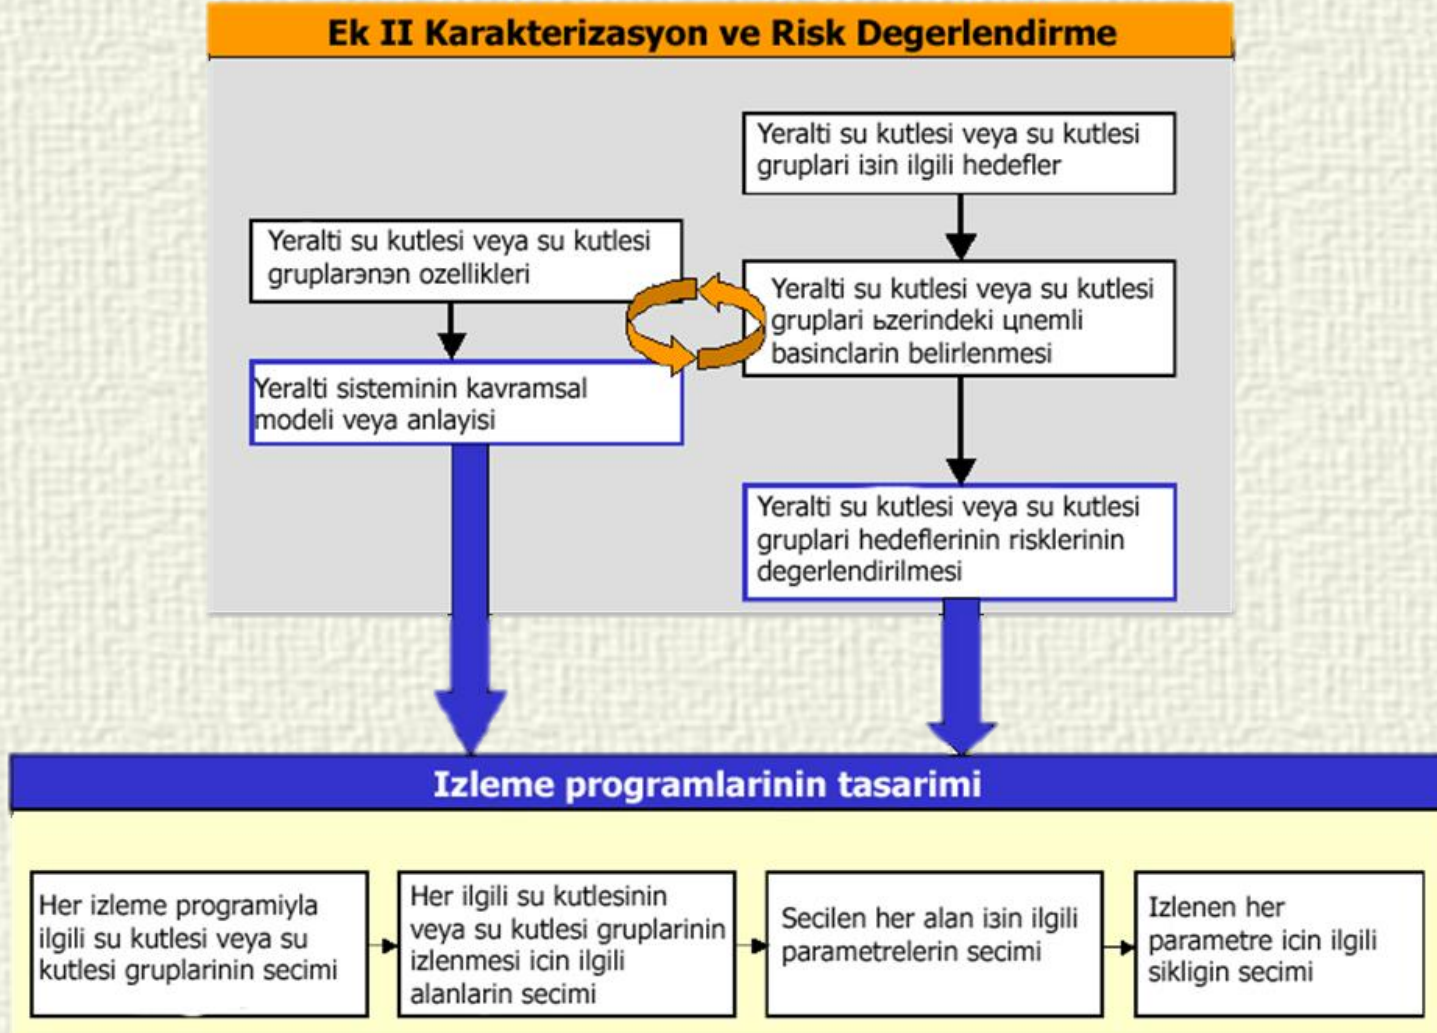 Ek II Karakterizasyon ve Risk Degerlendirme
Yeralti su kutlesi veya su kutlesi
gruplari iзin ilgili hedefler
Yeralti su kutlesi veya su kutlesi
gruplarэnэn ozellikleri
Yeralti su kutlesi veya su kutlesi
gruplari ьzerindeki цnemli
basinclarin belirlenmesi
Yeralti sisteminin kavramsal
modeli veya anlayisi
Yeralti su kutlesi veya su kutlesi
gruplari hedeflerinin risklerinin
degerlendirilmesi
Izleme programlarinin tasarimi
Her izleme programiyla
ilgili su kutlesi veya su
kutlesi gruplarinin secimi
Her ilgili su kutlesinin
veya su kutlesi gruplarinin
izlenmesi icin ilgili
alanlarin secimi
Secilen her alan iзin ilgili
parametrelerin secimi
Izlenen her
parametre icin ilgili
sikligin secimi